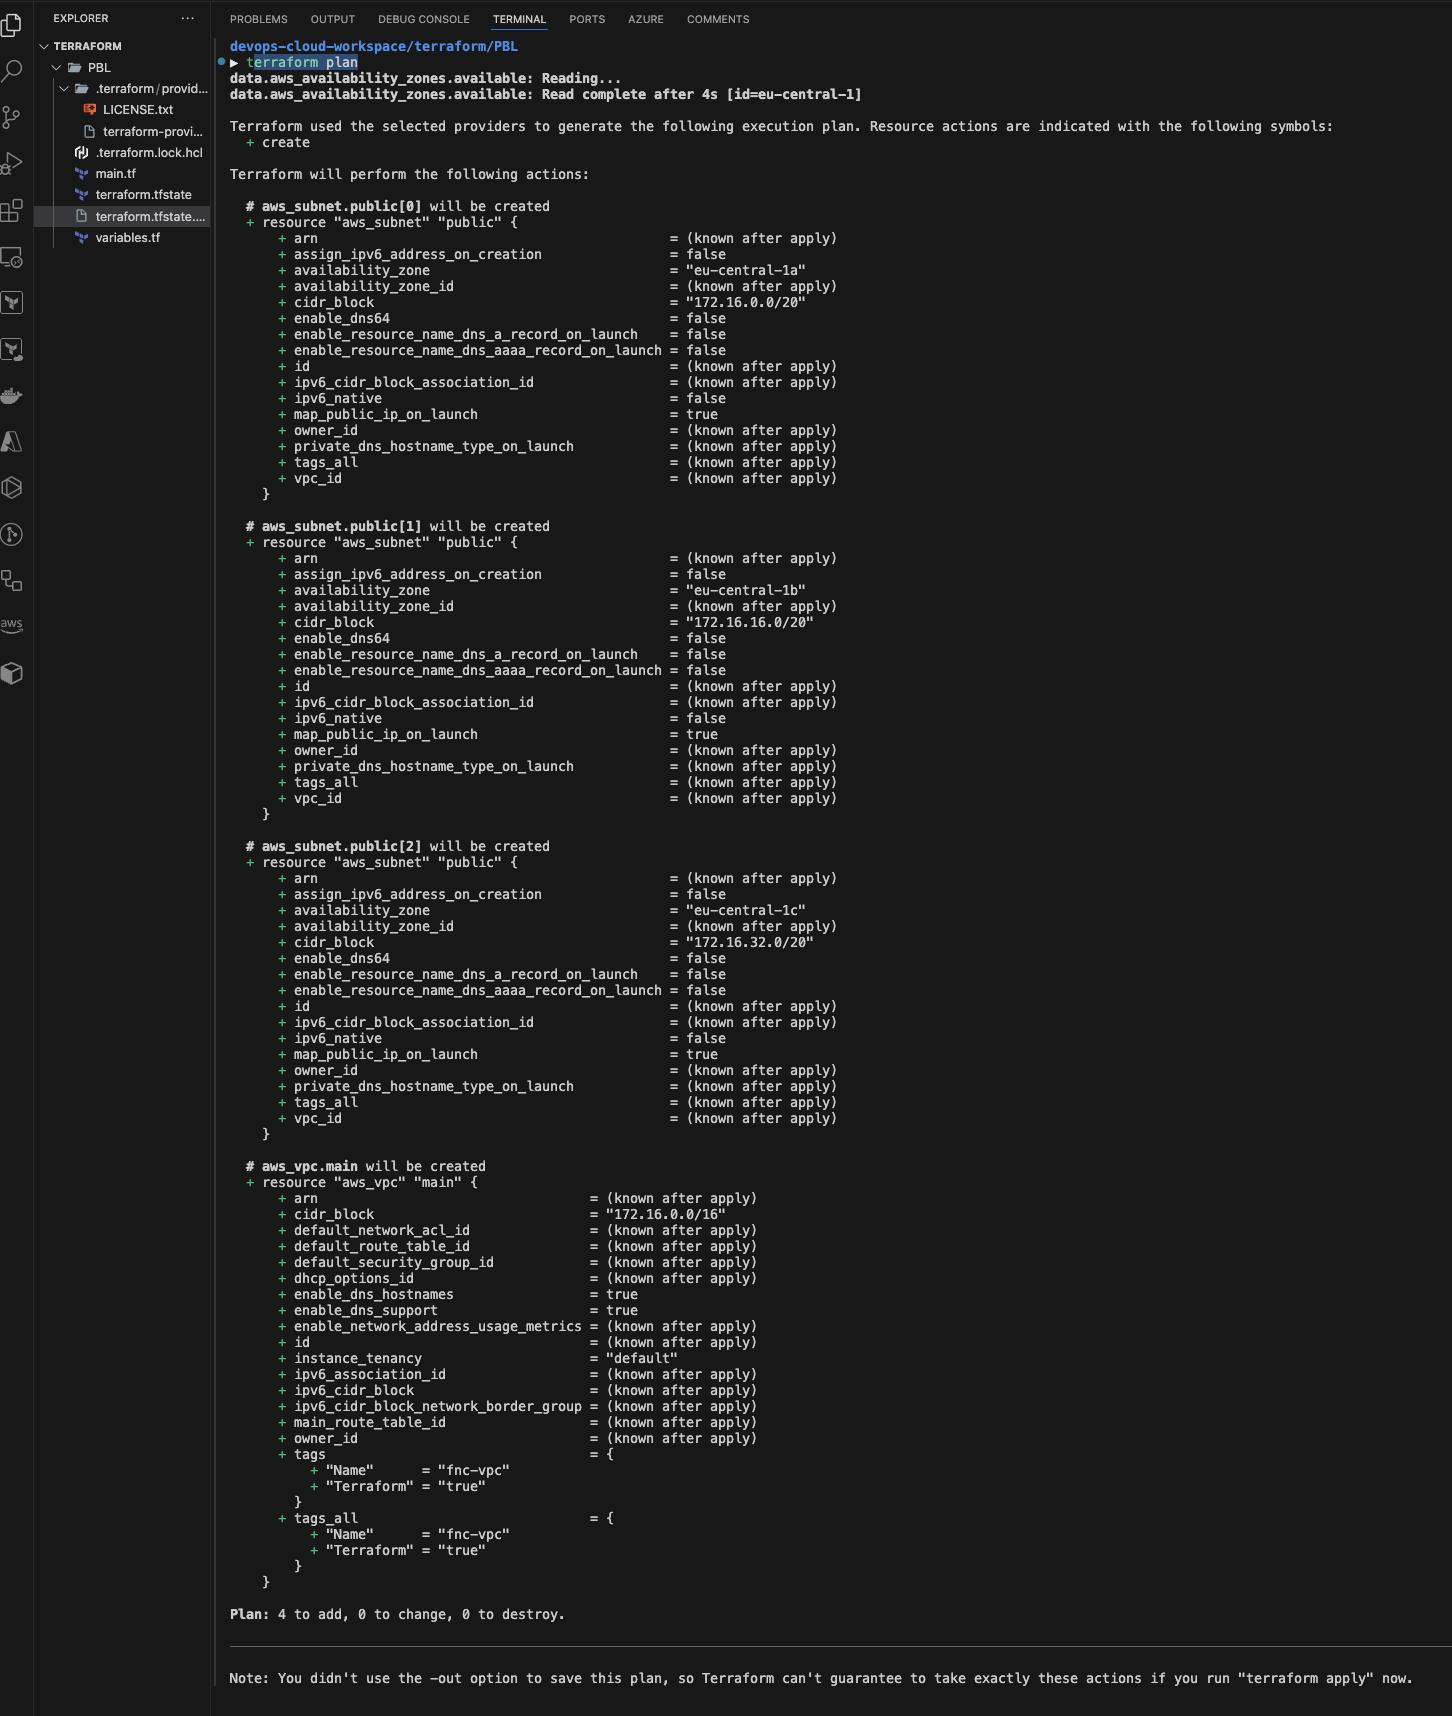 EXPLORER
TERRAFORM
PBL
.terraform/provid...
LICENSE.txt
terraform-provi...
.terraform.lock.hcl
main.tf
terraform.tfstate
terraform.tfstate....
variables.tf
aws
PROBLEMS OUTPUT DEBUG CONSOLE TERMINAL PORTS AZURE COMMENTS
devops-cloud-workspace/terraform/PBL
▶ terraform plan
data.aws_availability_zones.available: Reading...
data.aws_availability_zones.available: Read complete after 4s [id=eu-central-1]
Terraform used the selected providers to generate the following execution plan. Resource actions are indicated with the following symbols:
+ create
Terraform will perform the following actions:
# aws_subnet.public[0] will be created
+ resource "aws_subnet" "public" {
+ arn = (known after apply)
+ assign_ipv6_address_on_creation = false
+ availability_zone = "eu-central-1a"
+ availability_zone_id = (known after apply)
+ cidr_block = "172.16.0.0/20"
+ enable_dns64 = false
+ enable_resource_name_dns_a_record_on_launch = false
+ enable_resource_name_dns_aaaa_record_on_launch = false
+ id = (known after apply)
+ ipv6_cidr_block_association_id = (known after apply)
+ ipv6_native = false
+ map_public_ip_on_launch = true
+ owner_id = (known after apply)
+ private_dns_hostname_type_on_launch = (known after apply)
+ tags_all = (known after apply)
+ vpc_id = (known after apply)
}
# aws_subnet.public[1] will be created
+ resource "aws_subnet" "public" {
+ arn = (known after apply)
+ assign_ipv6_address_on_creation = false
+ availability_zone = "eu-central-1b"
+ availability_zone_id = (known after apply)
+ cidr_block = "172.16.16.0/20"
+ enable_dns64 = false
+ enable_resource_name_dns_a_record_on_launch = false
+ enable_resource_name_dns_aaaa_record_on_launch = false
+ id = (known after apply)
+ ipv6_cidr_block_association_id = (known after apply)
+ ipv6_native = false
+ map_public_ip_on_launch = true
+ owner_id = (known after apply)
+ private_dns_hostname_type_on_launch = (known after apply)
+ tags_all = (known after apply)
+ vpc_id = (known after apply)
}
# aws_subnet.public[2] will be created
+ resource "aws_subnet" "public" {
+ arn = (known after apply)
+ assign_ipv6_address_on_creation = false
+ availability_zone = "eu-central-1c"
+ availability_zone_id = (known after apply)
+ cidr_block = "172.16.32.0/20"
+ enable_dns64 = false
+ enable_resource_name_dns_a_record_on_launch = false
+ enable_resource_name_dns_aaaa_record_on_launch = false
+ id = (known after apply)
+ ipv6_cidr_block_association_id = (known after apply)
+ ipv6_native = false
+ map_public_ip_on_launch = true
+ owner_id = (known after apply)
+ private_dns_hostname_type_on_launch = (known after apply)
+ tags_all = (known after apply)
+ vpc_id = (known after apply)
}
# aws_vpc.main will be created
+ resource "aws_vpc" "main" {
+ arn = (known after apply)
+ cidr_block = "172.16.0.0/16"
+ default_network_acl_id = (known after apply)
+ default_route_table_id = (known after apply)
+ default_security_group_id = (known after apply)
+ dhcp_options_id = (known after apply)
+ enable_dns_hostnames = true
+ enable_dns_support = true
+ enable_network_address_usage_metrics = (known after apply)
+ id = (known after apply)
+ instance_tenancy = "default"
+ ipv6_association_id = (known after apply)
+ ipv6_cidr_block = (known after apply)
+ ipv6_cidr_block_network_border_group = (known after apply)
+ main_route_table_id = (known after apply)
+ owner_id = (known after apply)
+ tags = {
+ "Name" = "fnc-vpc"
+ "Terraform" = "true"
}
+ tags_all = {
+ "Name" = "fnc-vpc"
+ "Terraform" = "true"
}
}
Plan: 4 to add, 0 to change, 0 to destroy.
Note: You didn't use the -out option to save this plan, so Terraform can't guarantee to take exactly these actions if you run "terraform apply" now.